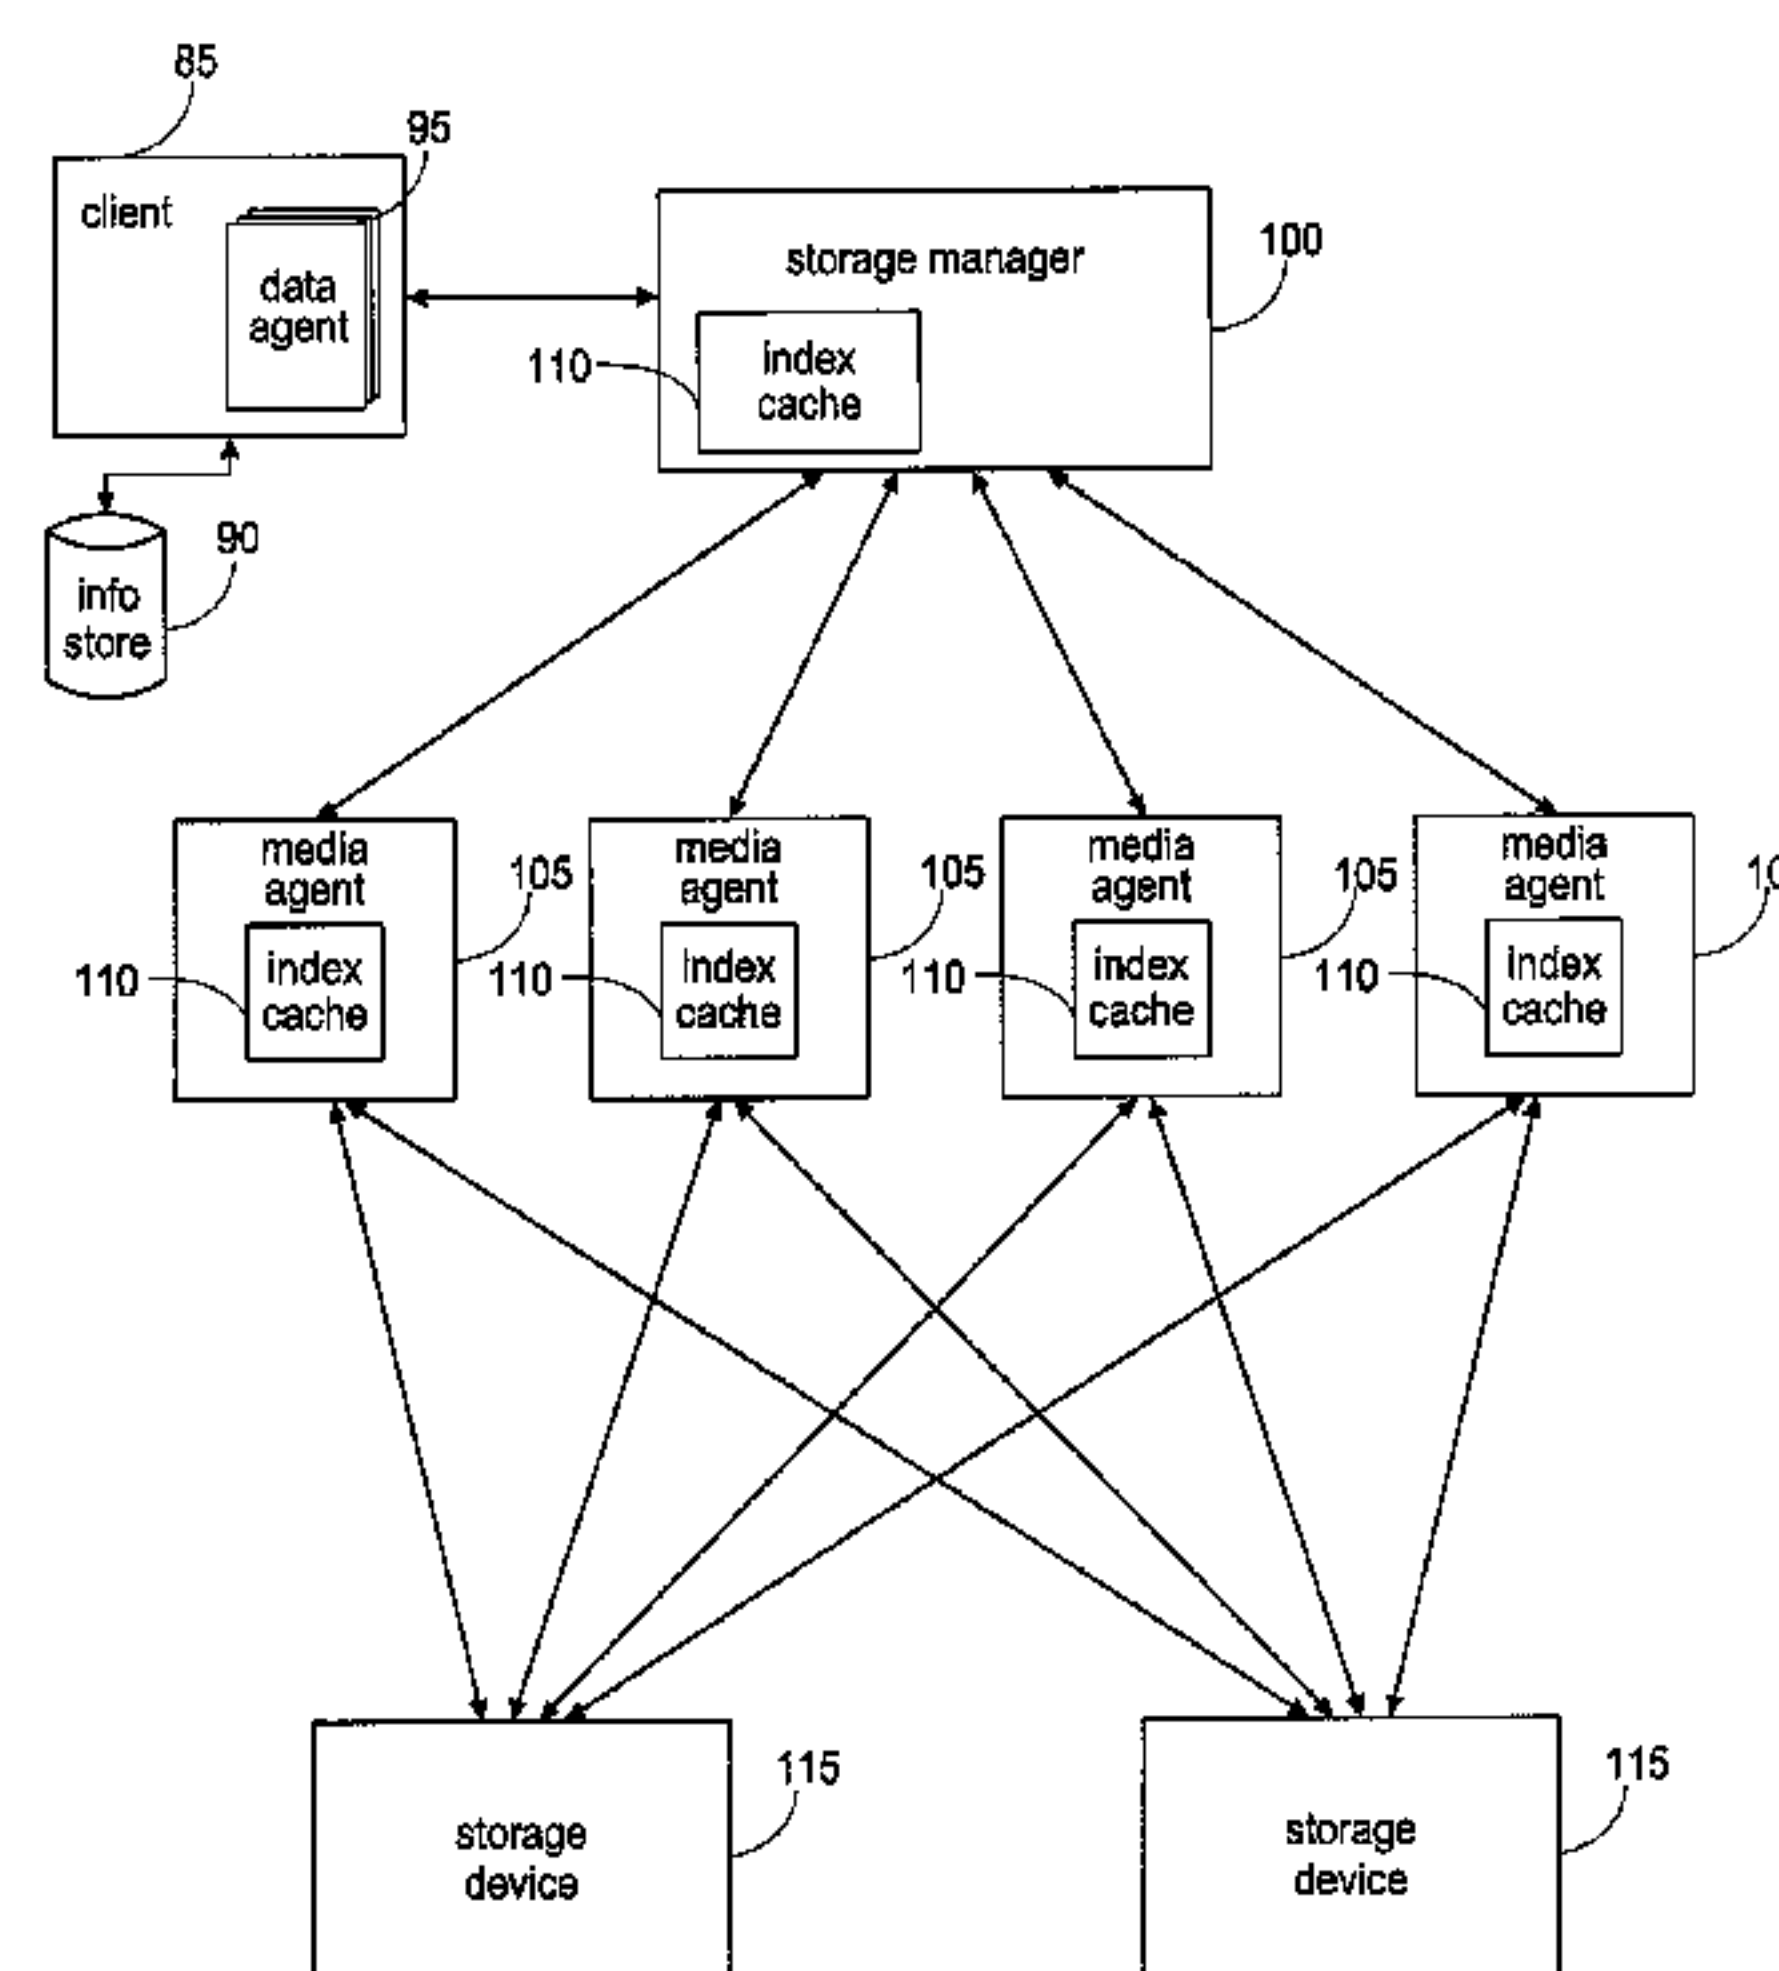 85
95
client
data
agent
storage manager
100
110
index
cache
90
info
store
media
agent
105
110
index
cache
media
agent
105
110
index
cache
media
agent
105
110
index
cache
media
agent
10
110
index
cache
storage
device
115
storage
device
115